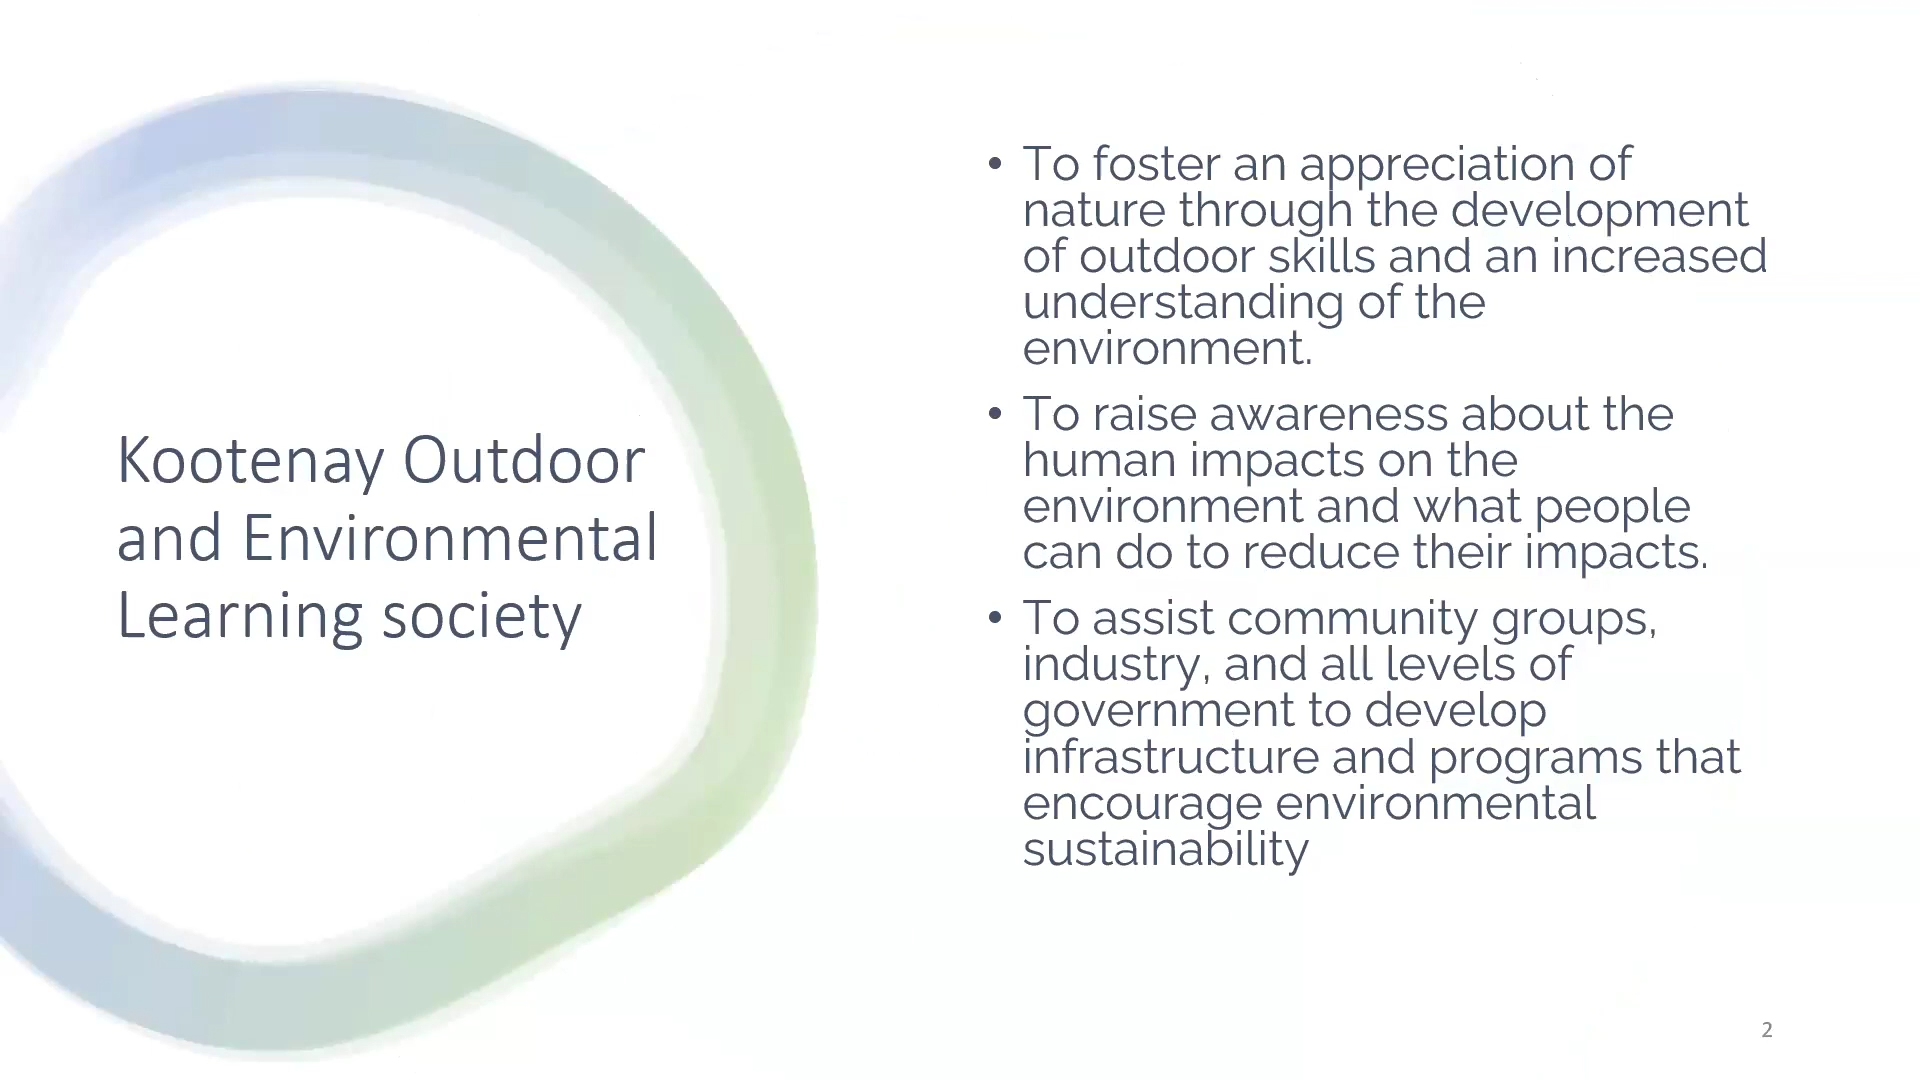 Kootenay Outdoor
and Environmental
Learning society
• To foster an appreciation of
nature through the development
of outdoor skills and an increased
understanding of the
environment.
• To raise awareness about the
human impacts on the
environment and what people
can do to reduce their impacts.
• To assist community groups,
industry, and all levels of
government to develop
infrastructure and programs that
encourage environmental
sustainability
2